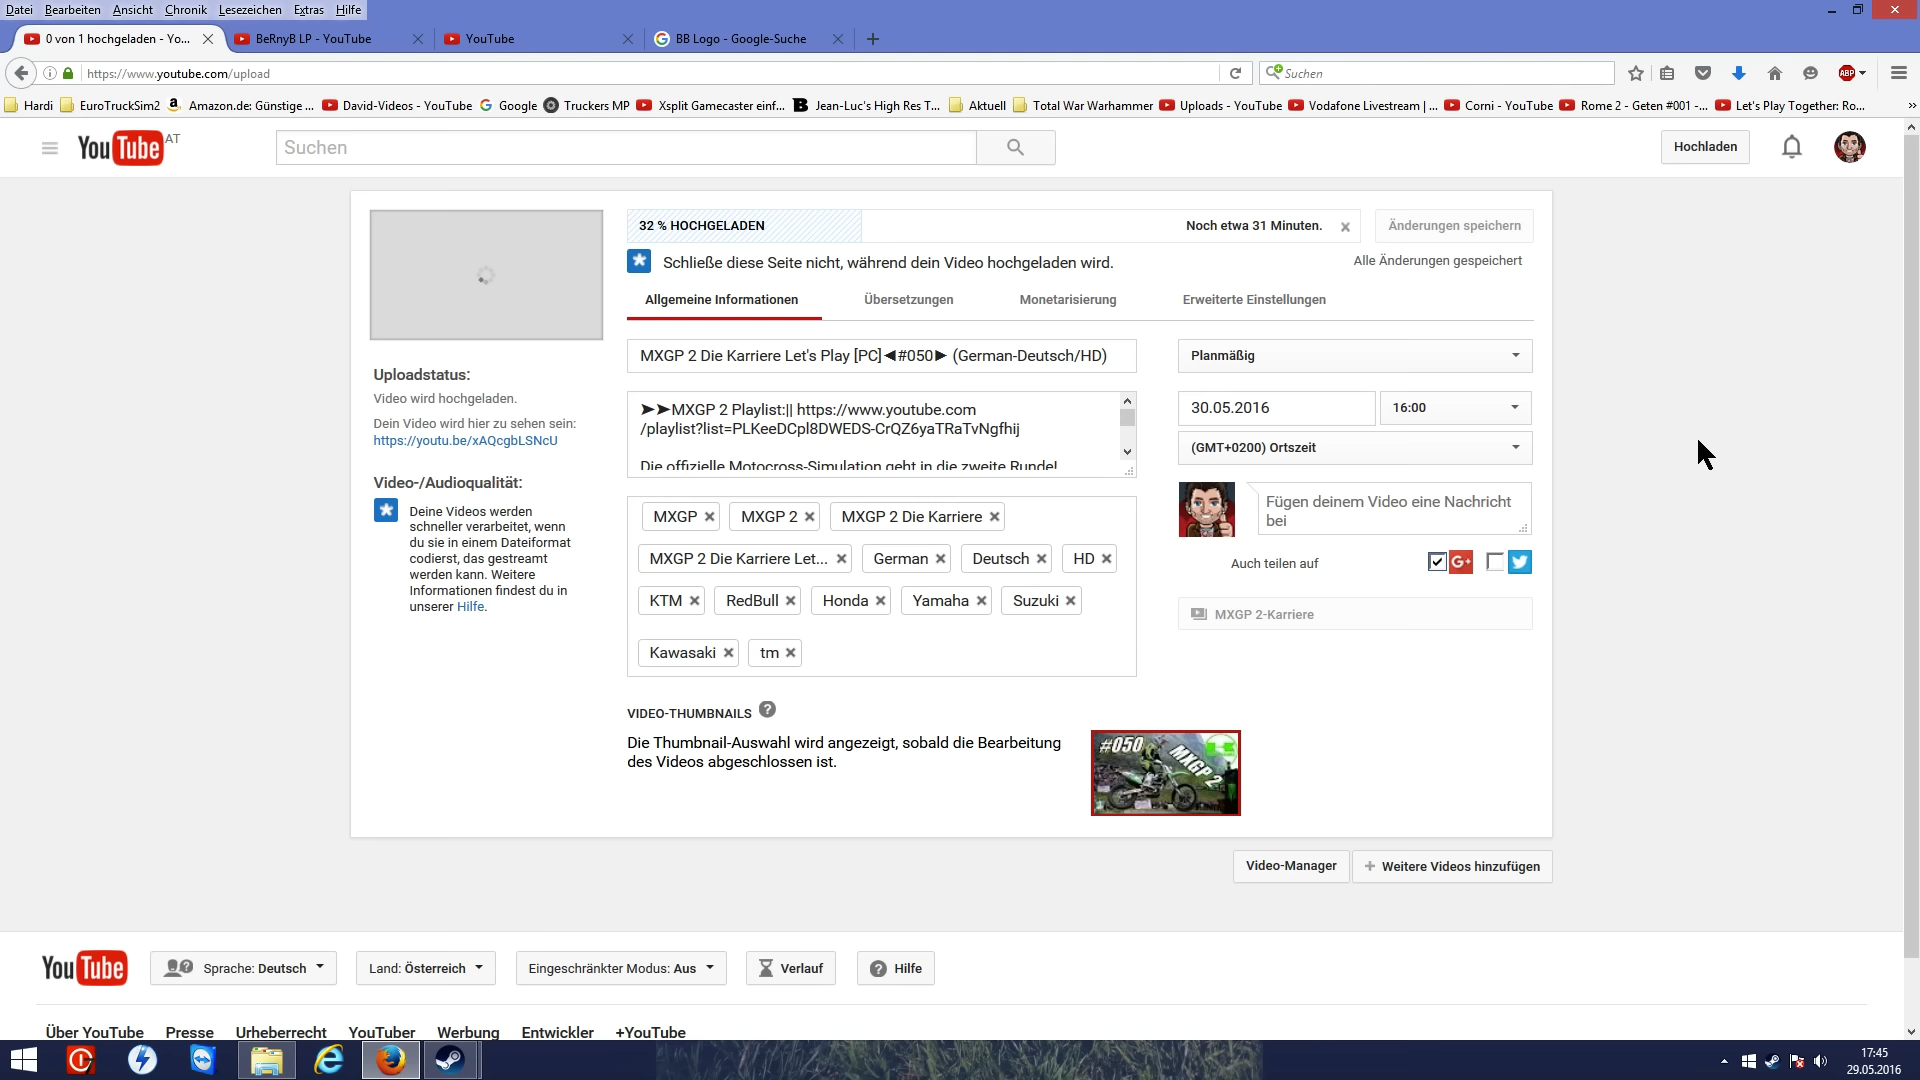 Datei Bearbeiten Ansicht Chronik Lesezeichen Extras Hilfe
0 von 1 hochgeladen - Yo... BeRnyB LP - YouTube YouTube BB Logo - Google-Suche
https://www.youtube.com/upload Suchen ABP
Hardi EuroTruckSim2 Amazon.de: Günstige ... David-Videos - YouTube Google Truckers MP Xsplit Gamecaster einf... Jean-Luc's High Res T... Aktuell Total War Warhammer Uploads - YouTube Vodafone Livestream | ... Corni - YouTube Rome 2 - Geten #001 -... Let's Play Together: Ro... »
YouTube AT Suchen Hochladen
32 % HOCHGELADEN Noch etwa 31 Minuten. Änderungen speichern
Schließe diese Seite nicht, während dein Video hochgeladen wird. Alle Änderungen gespeichert
Allgemeine Informationen Übersetzungen Monetarisierung Erweiterte Einstellungen
MXGP 2 Die Karriere Let's Play [PC]◄#050► (German-Deutsch/HD) Planmäßig
Uploadstatus:
Video wird hochgeladen.
Dein Video wird hier zu sehen sein:
https://youtu.be/xAQcgbLSNcU
➤➤MXGP 2 Playlist:|| https://www.youtube.com
/playlist?list=PLKeeDCpl8DWEDS-CrQZ6yaTRaTvNgfhij
Die offizielle Motocross-Simulation geht in die zweite Runde!
30.05.2016 16:00
(GMT+0200) Ortszeit
Video-/Audioqualität:
Deine Videos werden
schneller verarbeitet, wenn
du sie in einem Dateiformat
codierst, das gestreamt
werden kann. Weitere
Informationen findest du in
unserer Hilfe.
MXGP MXGP 2 MXGP 2 Die Karriere
MXGP 2 Die Karriere Let... German Deutsch HD
KTM RedBull Honda Yamaha Suzuki
Kawasaki tm
Fügen deinem Video eine Nachricht
bei
Auch teilen auf G+
MXGP 2-Karriere
VIDEO-THUMBNAILS ?
Die Thumbnail-Auswahl wird angezeigt, sobald die Bearbeitung
des Videos abgeschlossen ist.
#050 MXGP 2
Video-Manager + Weitere Videos hinzufügen
YouTube Sprache: Deutsch Land: Österreich Eingeschränkter Modus: Aus Verlauf Hilfe
Über YouTube Presse Urheberrecht YouTuber Werbung Entwickler +YouTube
17:45
29.05.2016